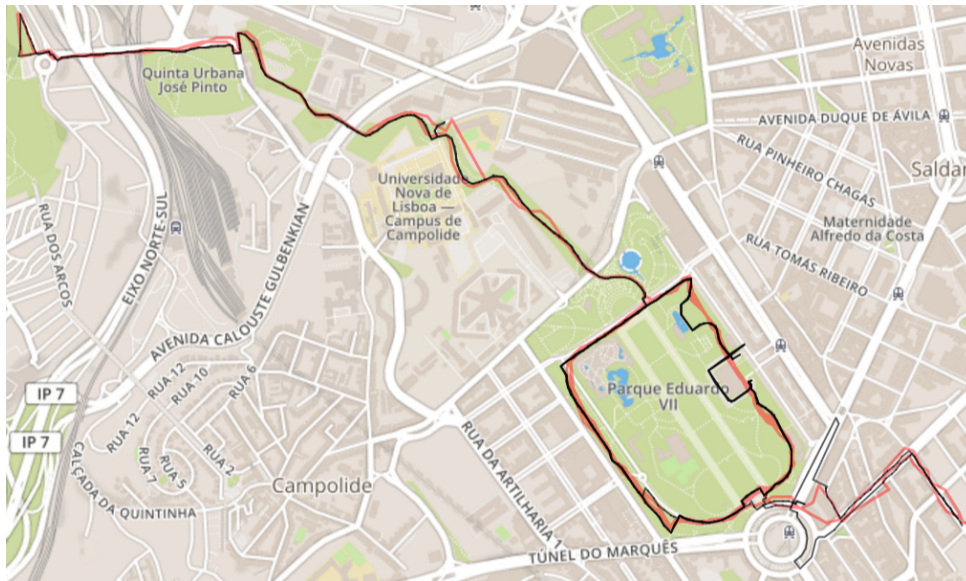 Avenidas
Novas
Quinta Urbana
José Pinto
AVENIDA DUQUE DE ÁVILA
RUA PINHEIRO CHAGAS
Saldar
Universidade
Nova de
Lisboa —
Campus de
Campolide
Maternidade
Alfredo da Costa
RUA DOS ARCOS
EIXO NORTE-SUL
AVENIDA CALOUSTE GULBENKIAN
RUA TOMÁS RIBEIRO
RUA 12
RUA 10
RUA 6
IP 7
Parque Eduardo
VII
RUA 12
IP 7
RUA 7
RUA 5
RUA 2
CALÇADA DA QUINTINHA
Campolide
RUA DA ARTILHARIA 1
TÚNEL DO MARQUÊS